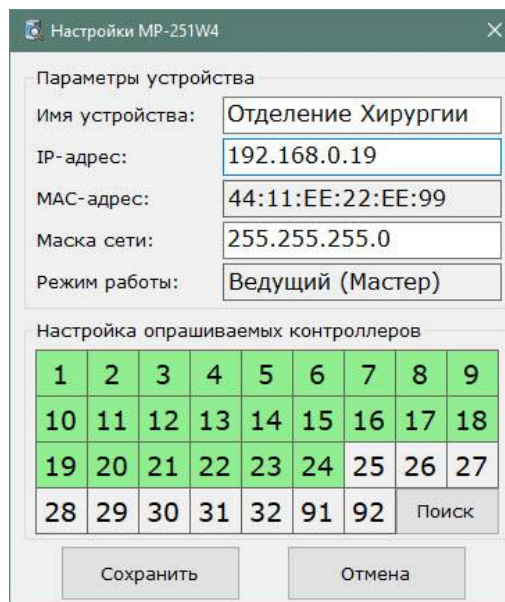 Настройки MP-251W4
Параметры устройства
Имя устройства: Отделение Хирургии
IP-адрес: 192.168.0.19
MAC-адрес: 44:11:EE:22:EE:99
Маска сети: 255.255.255.0
Режим работы: Ведущий (Мастер)
Настройка опрашиваемых контроллеров
1 2 3 4 5 6 7 8 9
10 11 12 13 14 15 16 17 18
19 20 21 22 23 24 25 26 27
28 29 30 31 32 91 92 Поиск
Сохранить Отмена